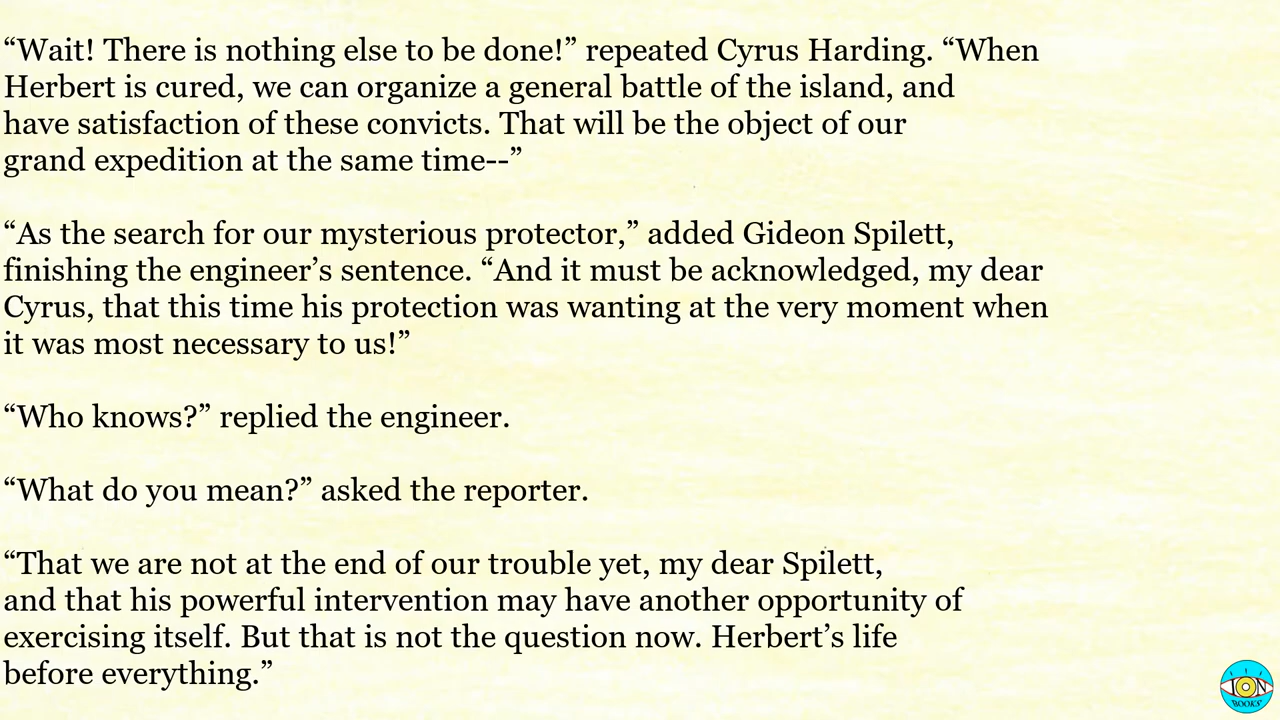 “Wait! There is nothing else to be done!” repeated Cyrus Harding. “When
Herbert is cured, we can organize a general battle of the island, and
have satisfaction of these convicts. That will be the object of our
grand expedition at the same time--”
“As the search for our mysterious protector,” added Gideon Spilett,
finishing the engineer’s sentence. “And it must be acknowledged, my dear
Cyrus, that this time his protection was wanting at the very moment when
it was most necessary to us!”
“Who knows?” replied the engineer.
“What do you mean?” asked the reporter.
“That we are not at the end of our trouble yet, my dear Spilett,
and that his powerful intervention may have another opportunity of
exercising itself. But that is not the question now. Herbert’s life
before everything.”
ION
BOOKS